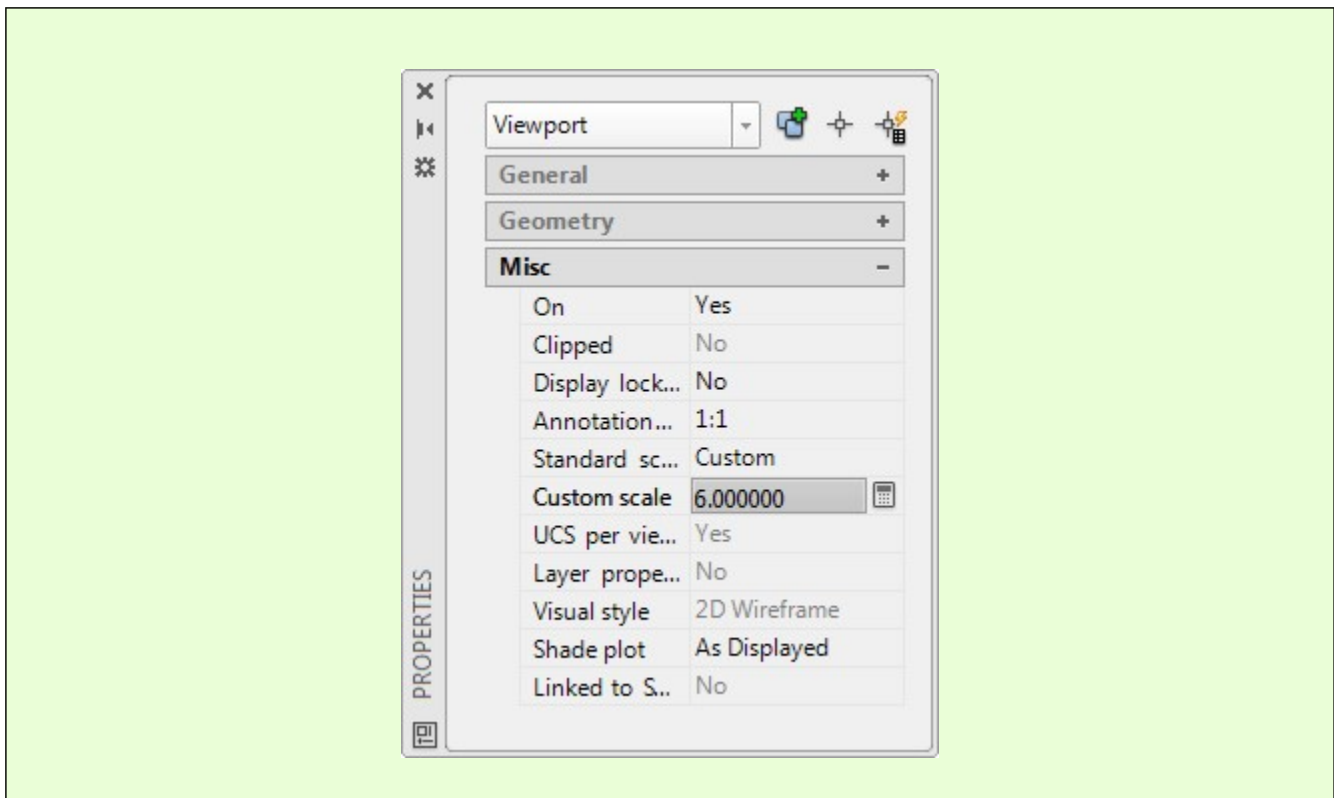 Viewport
General
Geometry
Misc
On Yes
Clipped No
Display lock... No
Annotation... 1:1
Standard sc... Custom
Custom scale 6.000000
UCS per vie... Yes
Layer prope... No
Visual style 2D Wireframe
Shade plot As Displayed
Linked to S... No
PROPERTIES